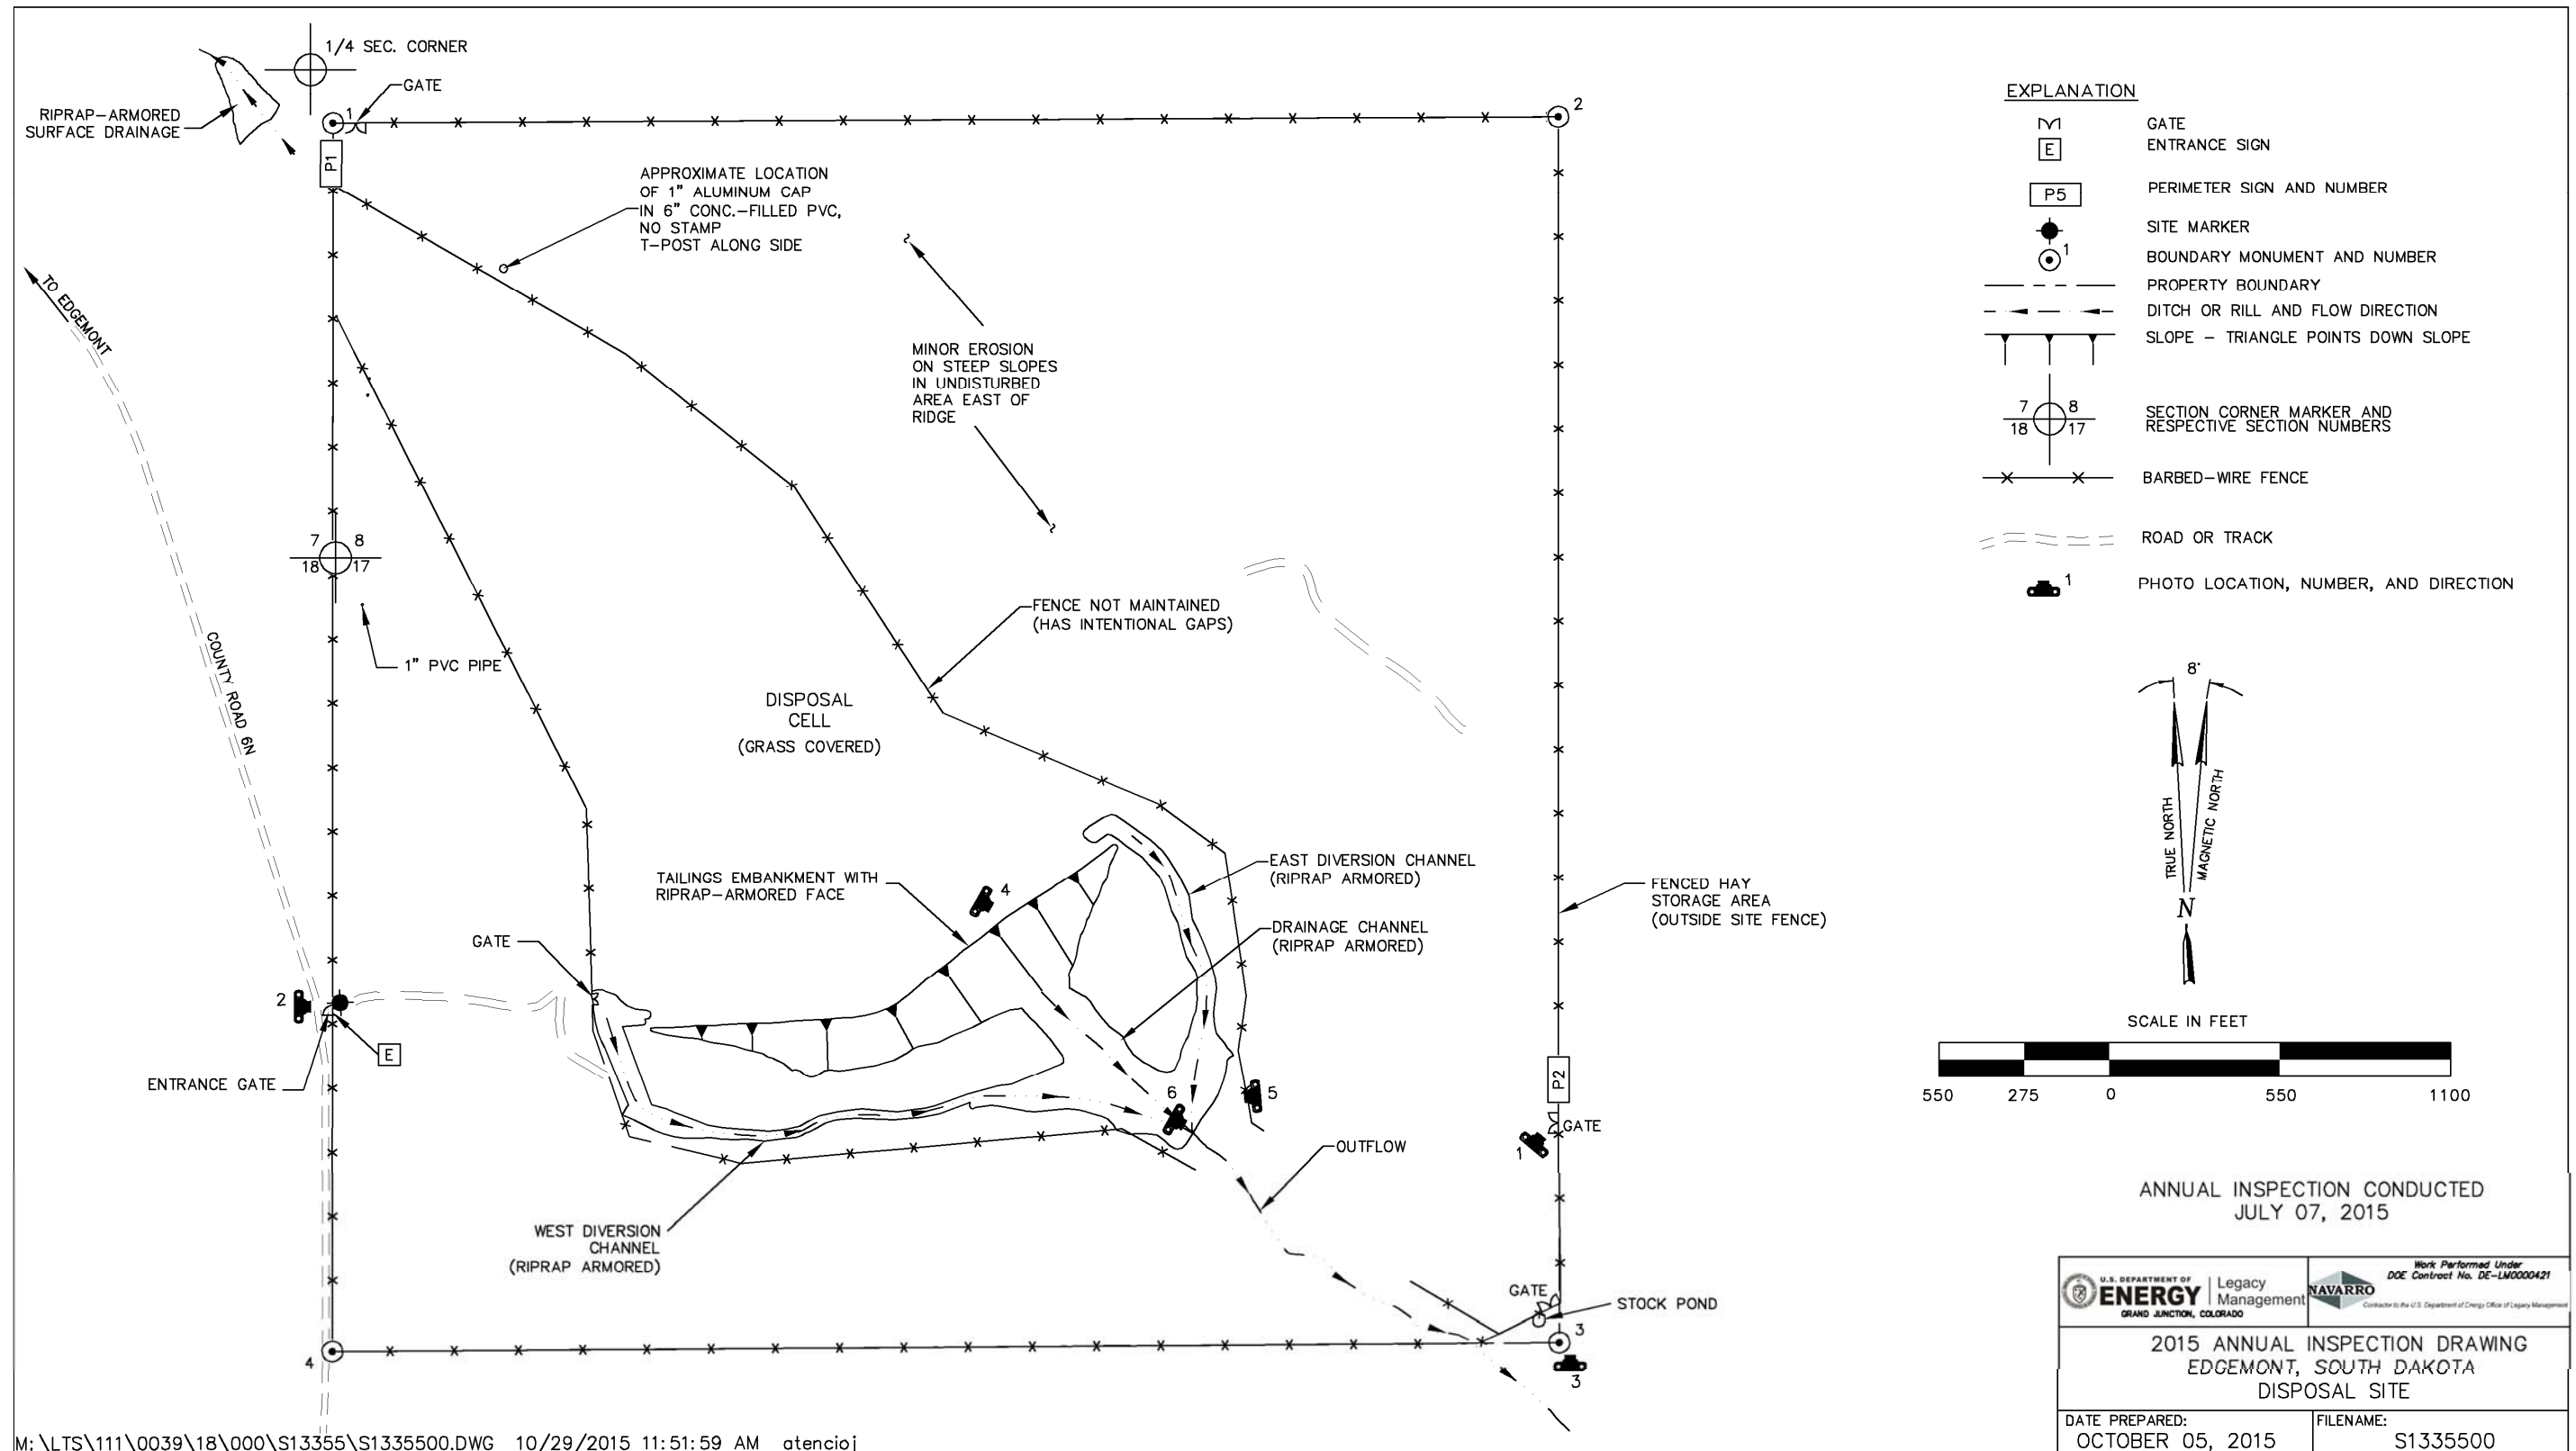 1/4 SEC. CORNER
GATE
RIPRAP-ARMORED
SURFACE DRAINAGE
1
2
P1
APPROXIMATE LOCATION
OF 1" ALUMINUM CAP
IN 6" CONC.-FILLED PVC,
NO STAMP
T-POST ALONG SIDE
TO EDGEMONT
MINOR EROSION
ON STEEP SLOPES
IN UNDISTURBED
AREA EAST OF
RIDGE
7 8
18 17
FENCE NOT MAINTAINED
(HAS INTENTIONAL GAPS)
1" PVC PIPE
COUNTY ROAD 6N
DISPOSAL
CELL
(GRASS COVERED)
TAILINGS EMBANKMENT WITH
RIPRAP-ARMORED FACE
4
EAST DIVERSION CHANNEL
(RIPRAP ARMORED)
FENCED HAY
STORAGE AREA
(OUTSIDE SITE FENCE)
DRAINAGE CHANNEL
(RIPRAP ARMORED)
GATE
2
E
ENTRANCE GATE
6
5
P2
GATE
1
OUTFLOW
WEST DIVERSION
CHANNEL
(RIPRAP ARMORED)
GATE
STOCK POND
3
4
3
EXPLANATION
GATE
E ENTRANCE SIGN
P5 PERIMETER SIGN AND NUMBER
SITE MARKER
1 BOUNDARY MONUMENT AND NUMBER
PROPERTY BOUNDARY
DITCH OR RILL AND FLOW DIRECTION
SLOPE - TRIANGLE POINTS DOWN SLOPE
7 8
18 17
SECTION CORNER MARKER AND
RESPECTIVE SECTION NUMBERS
BARBED-WIRE FENCE
ROAD OR TRACK
1 PHOTO LOCATION, NUMBER, AND DIRECTION
8°
TRUE NORTH
MAGNETIC NORTH
N
SCALE IN FEET
550 275 0 550 1100
ANNUAL INSPECTION CONDUCTED
JULY 07, 2015
U.S. DEPARTMENT OF
ENERGY
Legacy
Management
GRAND JUNCTION, COLORADO
NAVARRO
Work Performed Under
DOE Contract No. DE-LM0000421
Contractor to the U.S. Department of Energy Office of Legacy Management
2015 ANNUAL INSPECTION DRAWING
EDGEMONT, SOUTH DAKOTA
DISPOSAL SITE
DATE PREPARED:
OCTOBER 05, 2015
FILENAME:
S1335500
M:\LTS\111\0039\18\000\S13355\S1335500.DWG 10/29/2015 11:51:59 AM atencioj